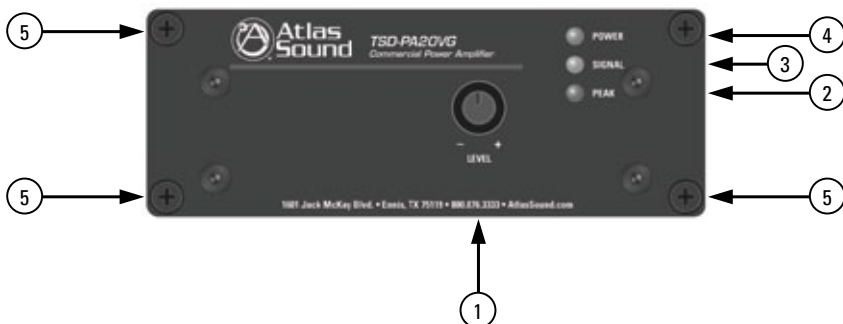 5
Atlas Sound
TSD-PA20VG
Commercial Power Amplifier
POWER
4
SIGNAL
3
PEAK
2
- +
LEVEL
5
5
1601 Jack McKay Blvd. • Ennis, TX 75119 • 800.876.3333 • AtlasSound.com
1